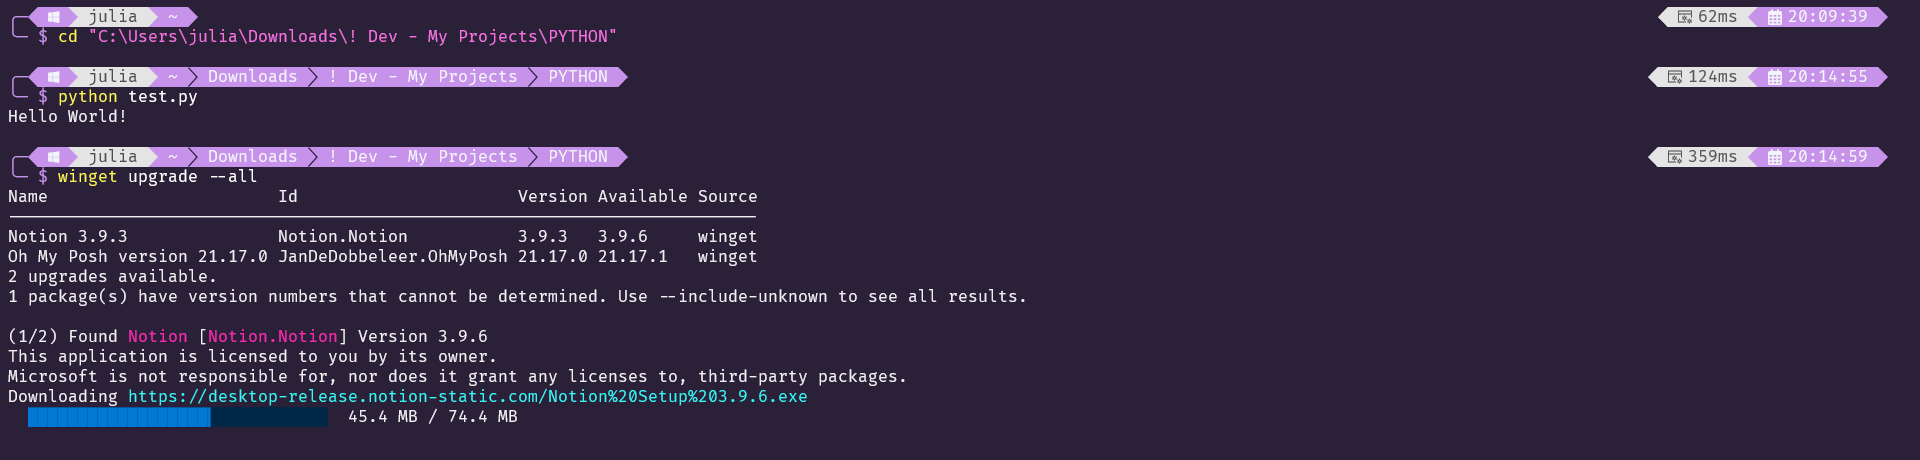 julia ~ 62ms 20:09:39
$ cd "C:\Users\julia\Downloads\! Dev - My Projects\PYTHON"
julia ~ Downloads ! Dev - My Projects PYTHON 124ms 20:14:55
$ python test.py
Hello World!
julia ~ Downloads ! Dev - My Projects PYTHON 359ms 20:14:59
$ winget upgrade --all
Name Id Version Available Source
Notion 3.9.3 Notion.Notion 3.9.3 3.9.6 winget
Oh My Posh version 21.17.0 JanDeDobbeleer.OhMyPosh 21.17.0 21.17.1 winget
2 upgrades available.
1 package(s) have version numbers that cannot be determined. Use --include-unknown to see all results.
(1/2) Found Notion [Notion.Notion] Version 3.9.6
This application is licensed to you by its owner.
Microsoft is not responsible for, nor does it grant any licenses to, third-party packages.
Downloading https://desktop-release.notion-static.com/Notion%20Setup%203.9.6.exe
45.4 MB / 74.4 MB